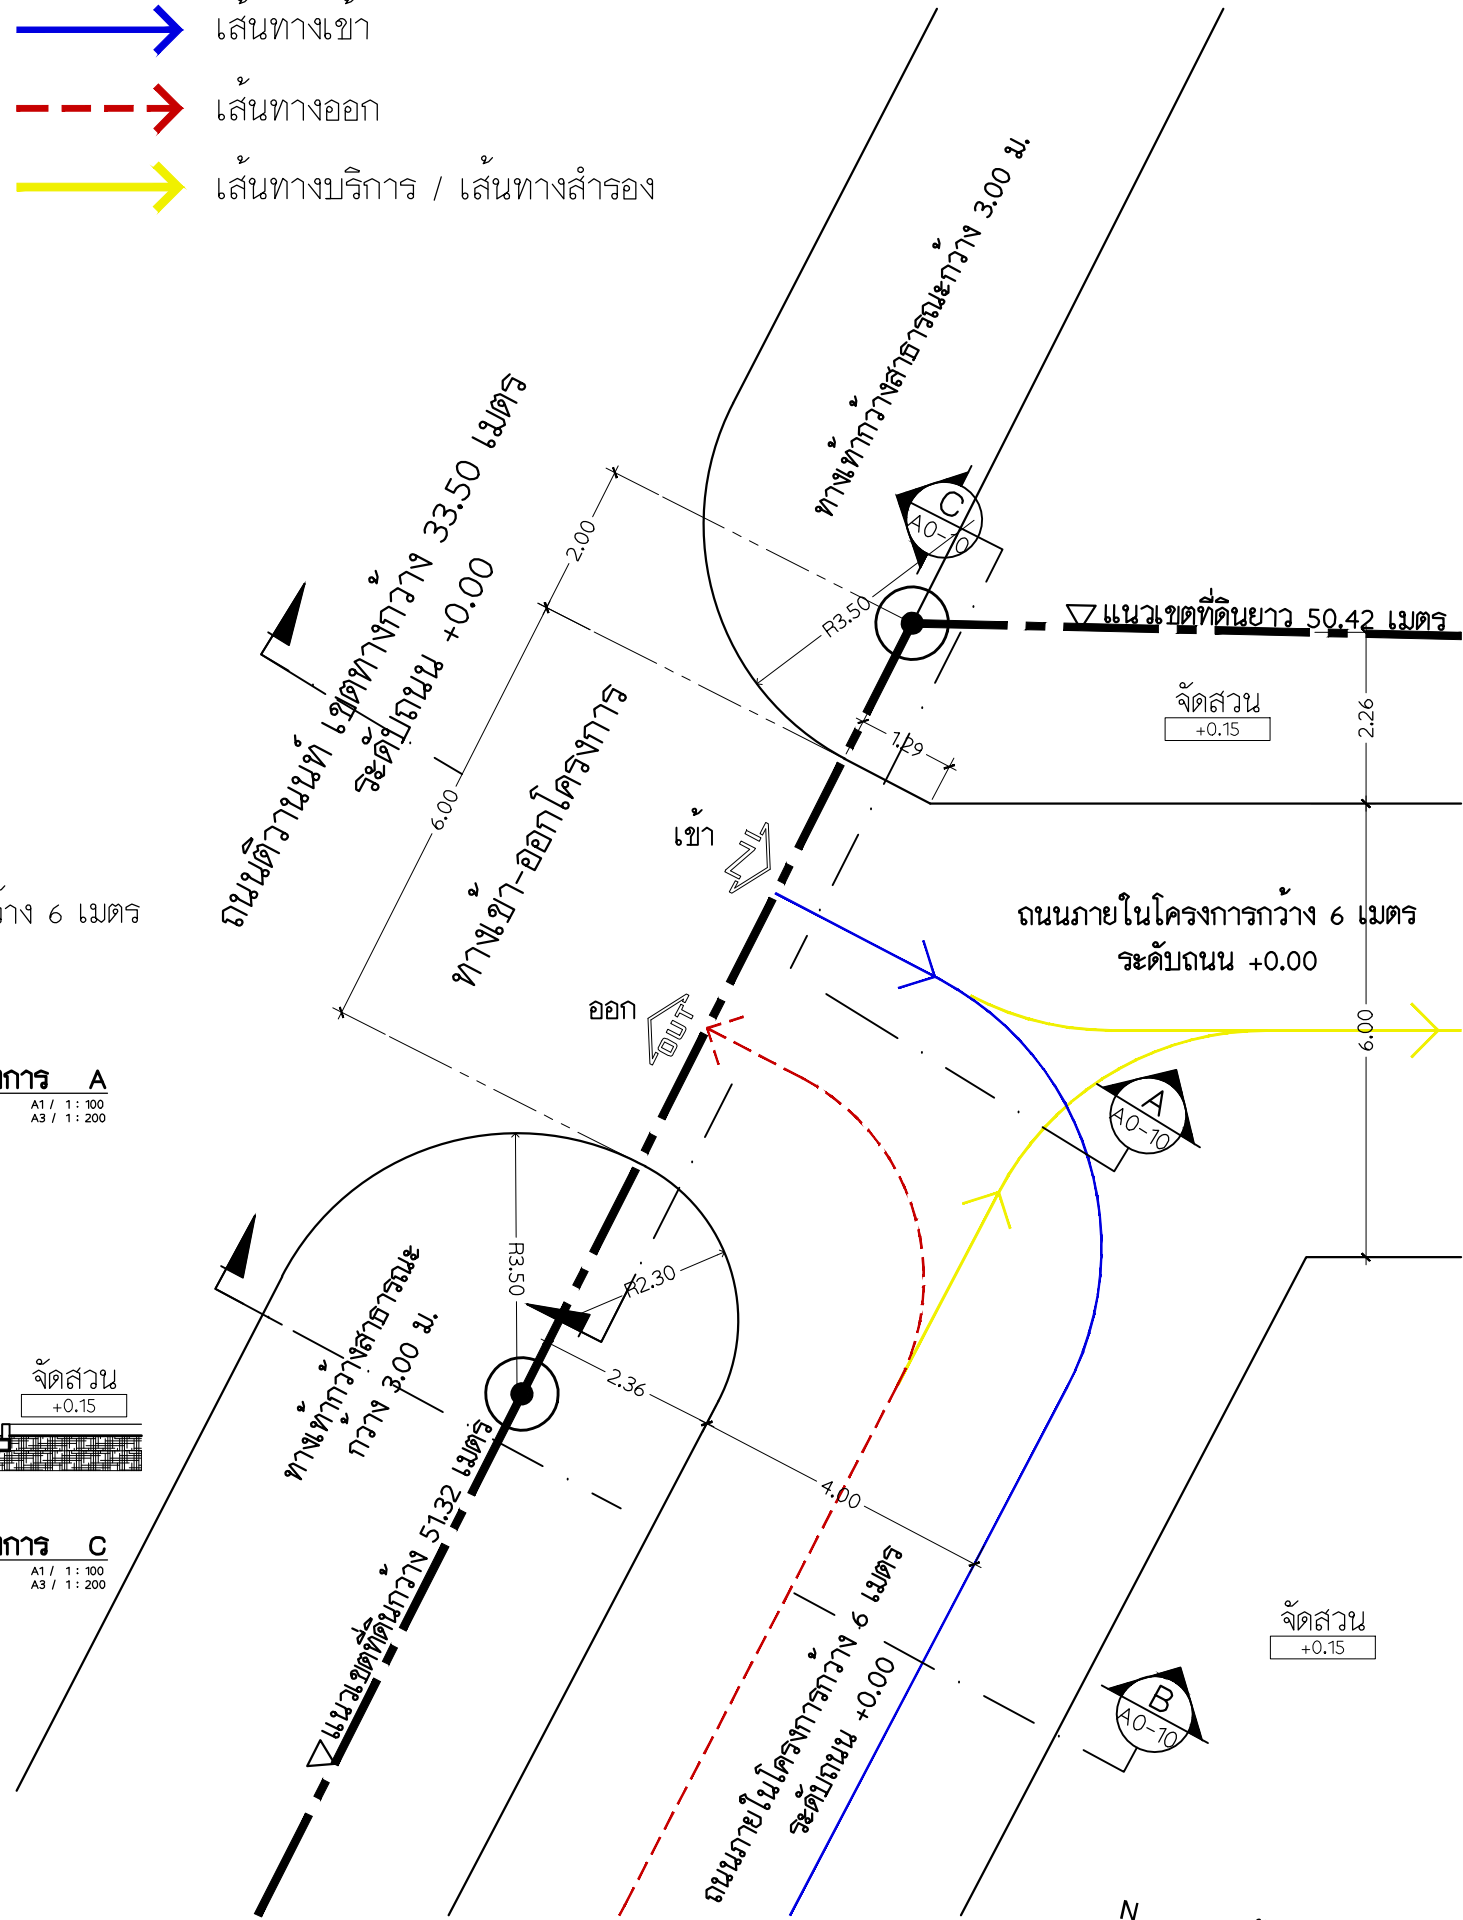 เส้นทางเข้า
เส้นทางออก
เส้นทางบริการ / เส้นทางสำรอง
ทางเท้ากว้างสาธารณะกว้าง 3.00 ม.
ถนนติวานนท์ เขตทางกว้าง 33.50 เมตร
ระดับถนน +0.00
2.00
C
A0-10
R3.50
แนวเขตที่ดินยาว 50.42 เมตร
จัดสวน
+0.15
2.26
1.29
6.00
ทางเข้า-ออกโครงการ
เข้า
IN
ถนนภายในโครงการกว้าง 6 เมตร
ระดับถนน +0.00
6 เมตร
ออก
OUT
6.00
A
A1 / 1 : 100
A3 / 1 : 200
A
A0-10
R3.50
R2.30
ทางเท้ากว้างสาธารณะ
กว้าง 3.00 ม.
2.36
จัดสวน
+0.15
แนวเขตที่ดินกว้าง 51.32 เมตร
4.00
C
A1 / 1 : 100
A3 / 1 : 200
ถนนภายในโครงการกว้าง 6 เมตร
ระดับถนน +0.00
จัดสวน
+0.15
B
A0-10
N